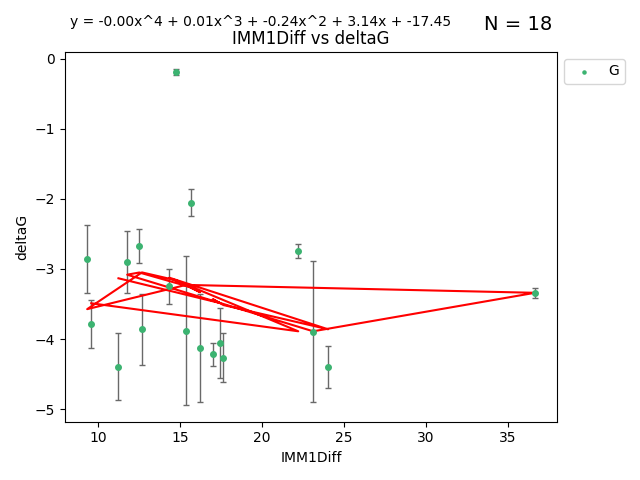 y = -0.00x^4 + 0.01x^3 + -0.24x^2 + 3.14x + -17.45
N = 18
IMM1Diff vs deltaG
G
0
−1
−2
−3
−4
−5
deltaG
10 15 20 25 30 35
IMM1Diff